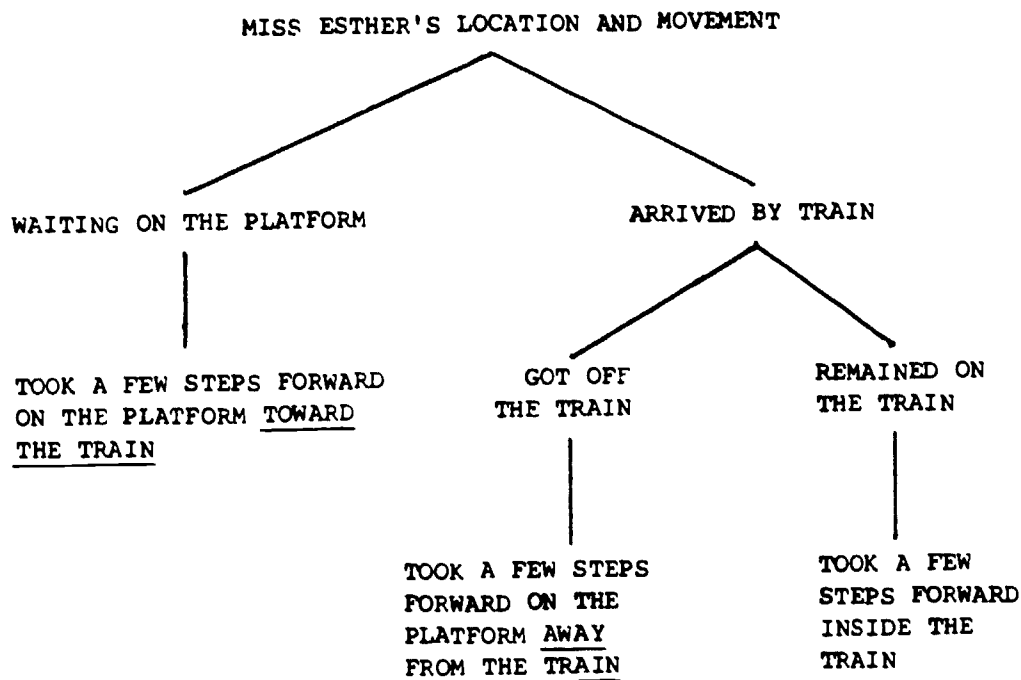 MISS ESTHER'S LOCATION AND MOVEMENT
WAITING ON THE PLATFORM
ARRIVED BY TRAIN
TOOK A FEW STEPS FORWARD
ON THE PLATFORM TOWARD
THE TRAIN
GOT OFF
THE TRAIN
REMAINED ON
THE TRAIN
TOOK A FEW STEPS
FORWARD ON THE
PLATFORM AWAY
FROM THE TRAIN
TOOK A FEW
STEPS FORWARD
INSIDE THE
TRAIN